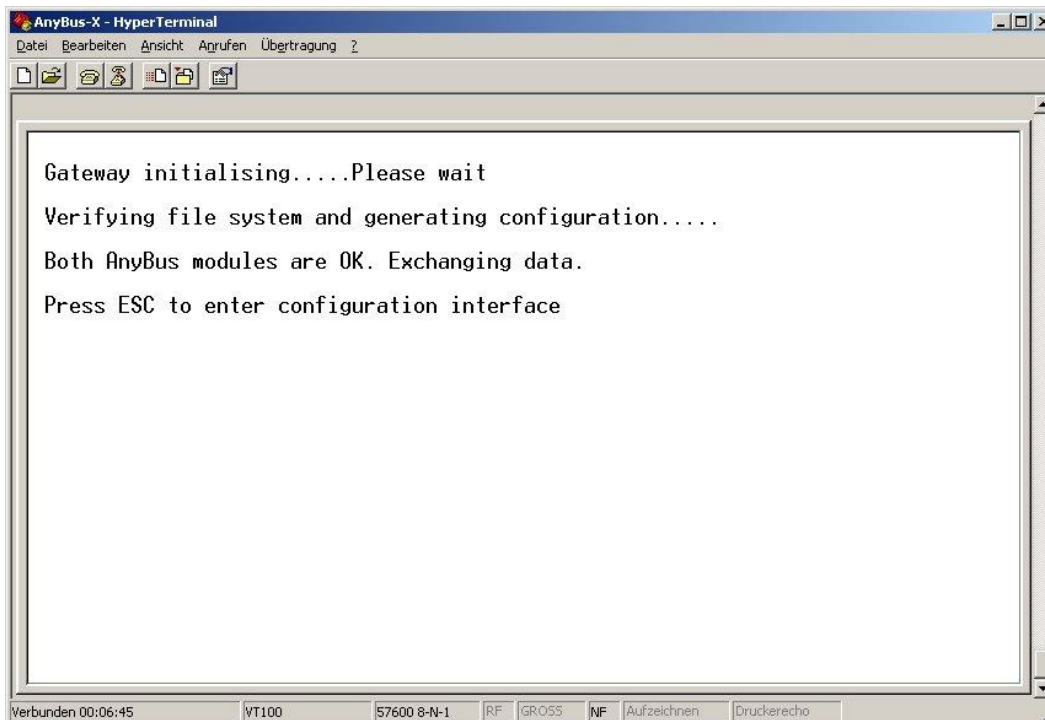 AnyBus-X - HyperTerminal
Datei Bearbeiten Ansicht Anrufen Übertragung ?
Gateway initialising.....Please wait
Verifying file system and generating configuration.....
Both AnyBus modules are OK. Exchanging data.
Press ESC to enter configuration interface
Verbunden 00:06:45 VT100 57600 8-N-1 RF GROSS NF Aufzeichnen Druckerecho